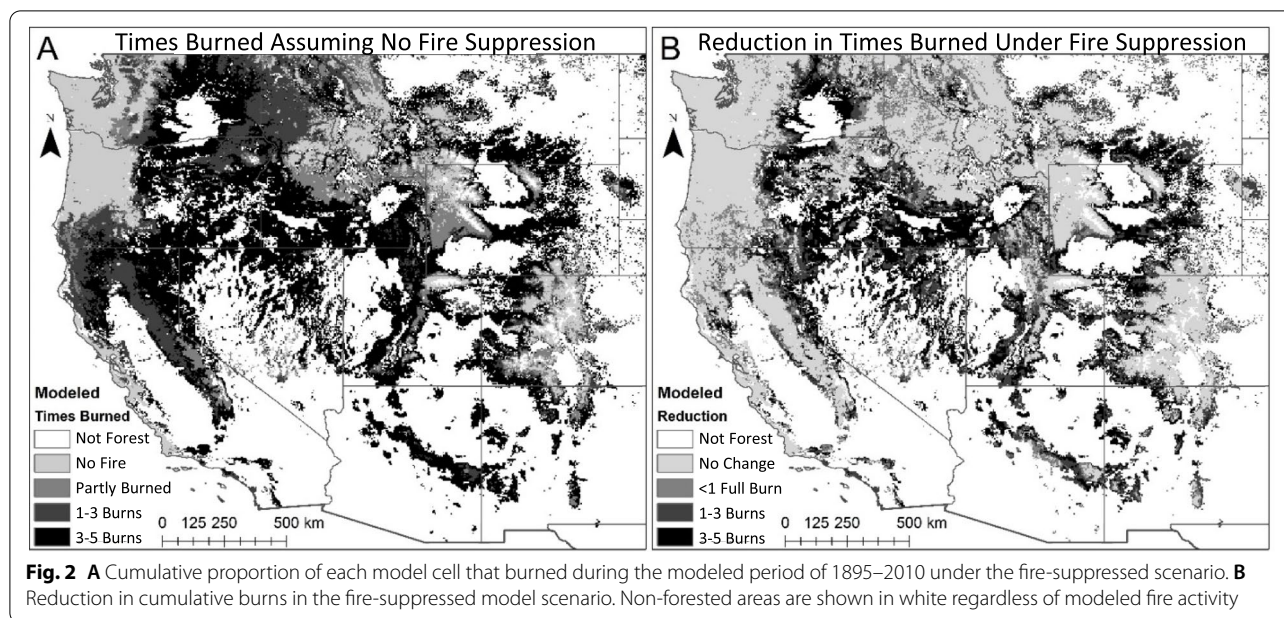 A Times Burned Assuming No Fire Suppression
N
Modeled
Times Burned
Not Forest
No Fire
Partly Burned
1-3 Burns
3-5 Burns
0 125 250 500 km
B Reduction in Times Burned Under Fire Suppression
N
Modeled
Reduction
Not Forest
No Change
<1 Full Burn
1-3 Burns
3-5 Burns
0 125 250 500 km
Fig. 2 A Cumulative proportion of each model cell that burned during the modeled period of 1895–2010 under the fire-suppressed scenario. B
Reduction in cumulative burns in the fire-suppressed model scenario. Non-forested areas are shown in white regardless of modeled fire activity